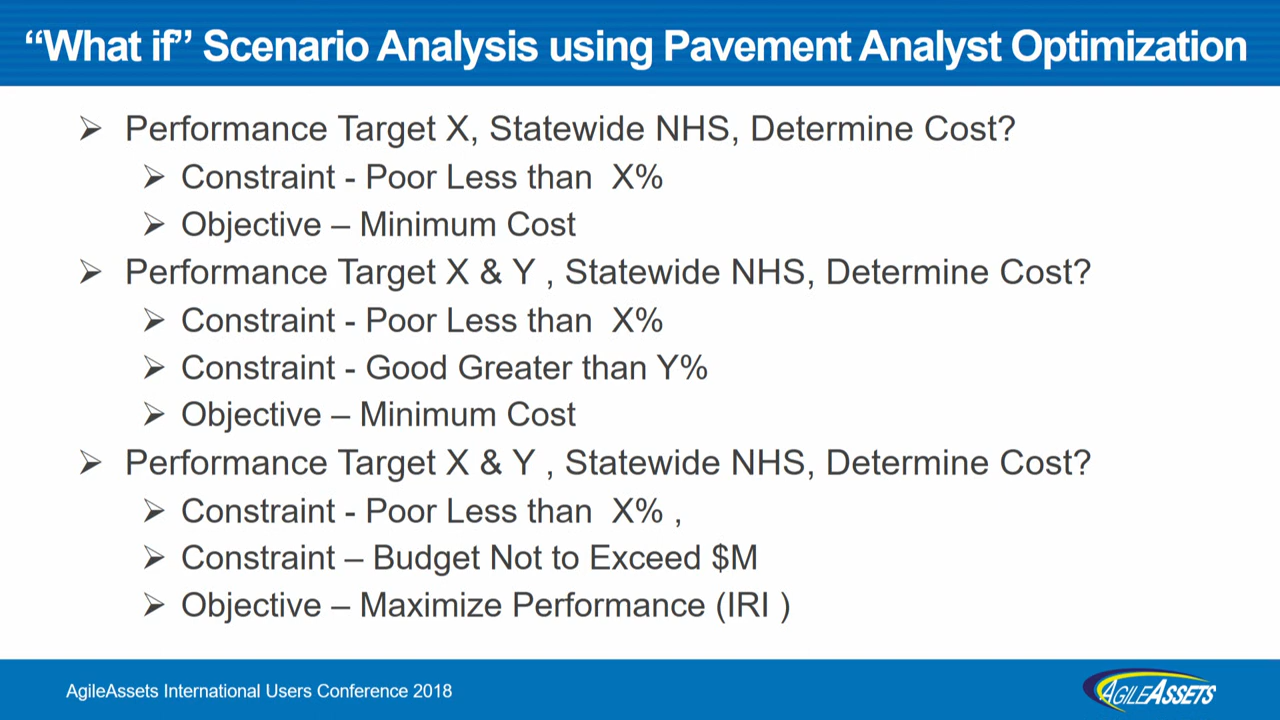 “What if” Scenario Analysis using Pavement Analyst Optimization
Performance Target X, Statewide NHS, Determine Cost?
Constraint - Poor Less than  X%
Objective – Minimum Cost
Performance Target X & Y , Statewide NHS, Determine Cost?
Constraint - Poor Less than  X%
Constraint - Good Greater than Y%
Objective – Minimum Cost
Performance Target X & Y , Statewide NHS, Determine Cost?
Constraint - Poor Less than  X% ,
Constraint – Budget Not to Exceed $M
Objective – Maximize Performance (IRI )
AgileAssets International Users Conference 2018
AGILEASSETS